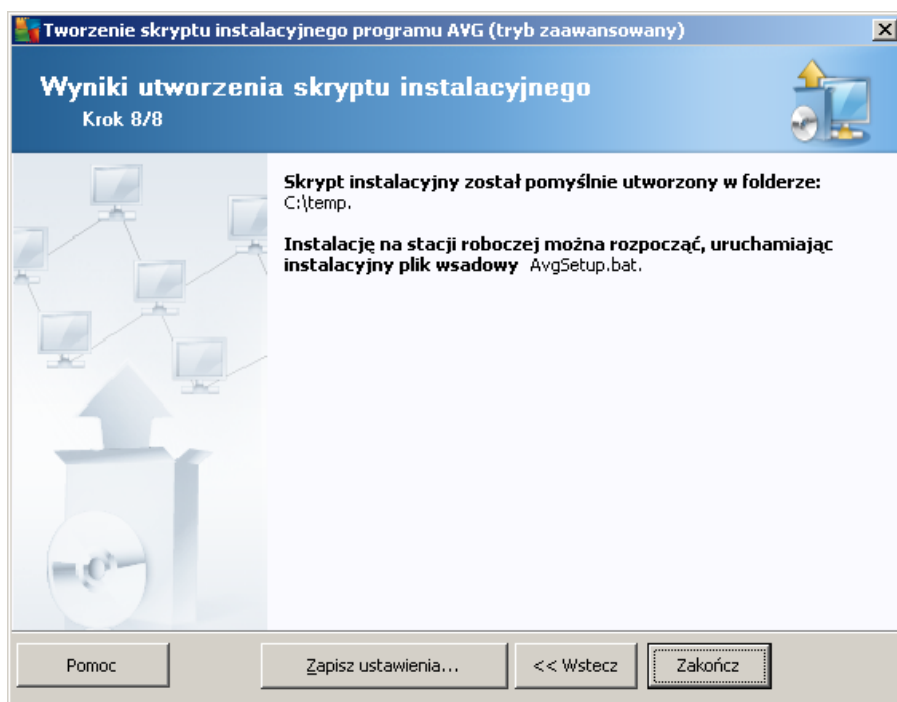 Tworzenie skryptu instalacyjnego programu AVG (tryb zaawansowany)
Wyniki utworzenia skryptu instalacyjnego
Krok 8/8
Skrypt instalacyjny został pomyślnie utworzony w folderze:
C:\temp.
Instalację na stacji roboczej można rozpocząć, uruchamiając
instalacyjny plik wsadowy AvgSetup.bat.
Pomoc
Zapisz ustawienia...
<< Wstecz
Zakończ